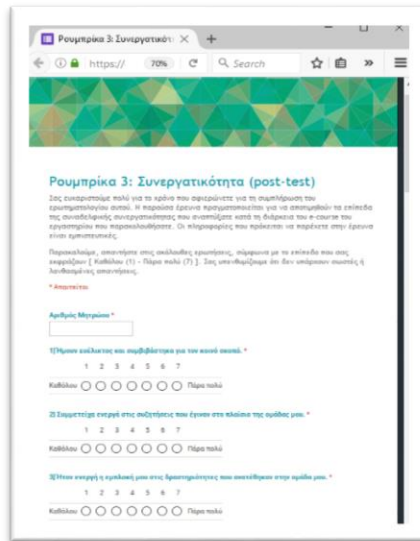 Ρουμπρίκα 3: Συνεργατικότ
https://
70%
Search
Ρουμπρίκα 3: Συνεργατικότητα (post-test)
Σας ευχαριστούμε πολύ για το χρόνο που αφιερώνετε για τη συμπλήρωση του
ερωτηματολογίου αυτού. Η παρούσα έρευνα πραγματοποιείται για να αποτιμηθούν τα επίπεδα
της συναδελφικής συνεργατικότητας που αναπτύξατε κατά τη διάρκεια του e-course του
εργαστηρίου που παρακολουθήσατε. Οι πληροφορίες που πρόκειται να παρέχετε στην έρευνα
είναι εμπιστευτικές.
Παρακαλούμε, απαντήστε στις ακόλουθες ερωτήσεις, σύμφωνα με το επίπεδο που σας
εκφράζουν [ Καθόλου (1) - Πάρα πολύ (7) ]. Σας υπενθυμίζουμε ότι δεν υπάρχουν σωστές ή
λανθασμένες απαντήσεις.
* Απαιτείται
Αριθμός Μητρώου *
1) Ήμουν ευέλικτος και συμβιβάστηκα για τον κοινό σκοπό. *
1 2 3 4 5 6 7
Καθόλου Πάρα πολύ
2) Συμμετείχα ενεργά στις συζητήσεις που έγιναν στο πλαίσιο της ομάδας μου. *
1 2 3 4 5 6 7
Καθόλου Πάρα πολύ
3) Ήταν ενεργή η εμπλοκή μου στις δραστηριότητες που ανατέθηκαν στην ομάδα μου. *
1 2 3 4 5 6 7
Καθόλου Πάρα πολύ